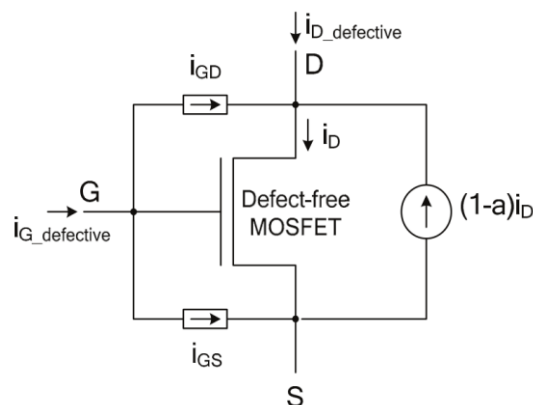 iD_defective
D
iGD
iD
G
Defect-free
MOSFET
(1-a)iD
iG_defective
iGS
S